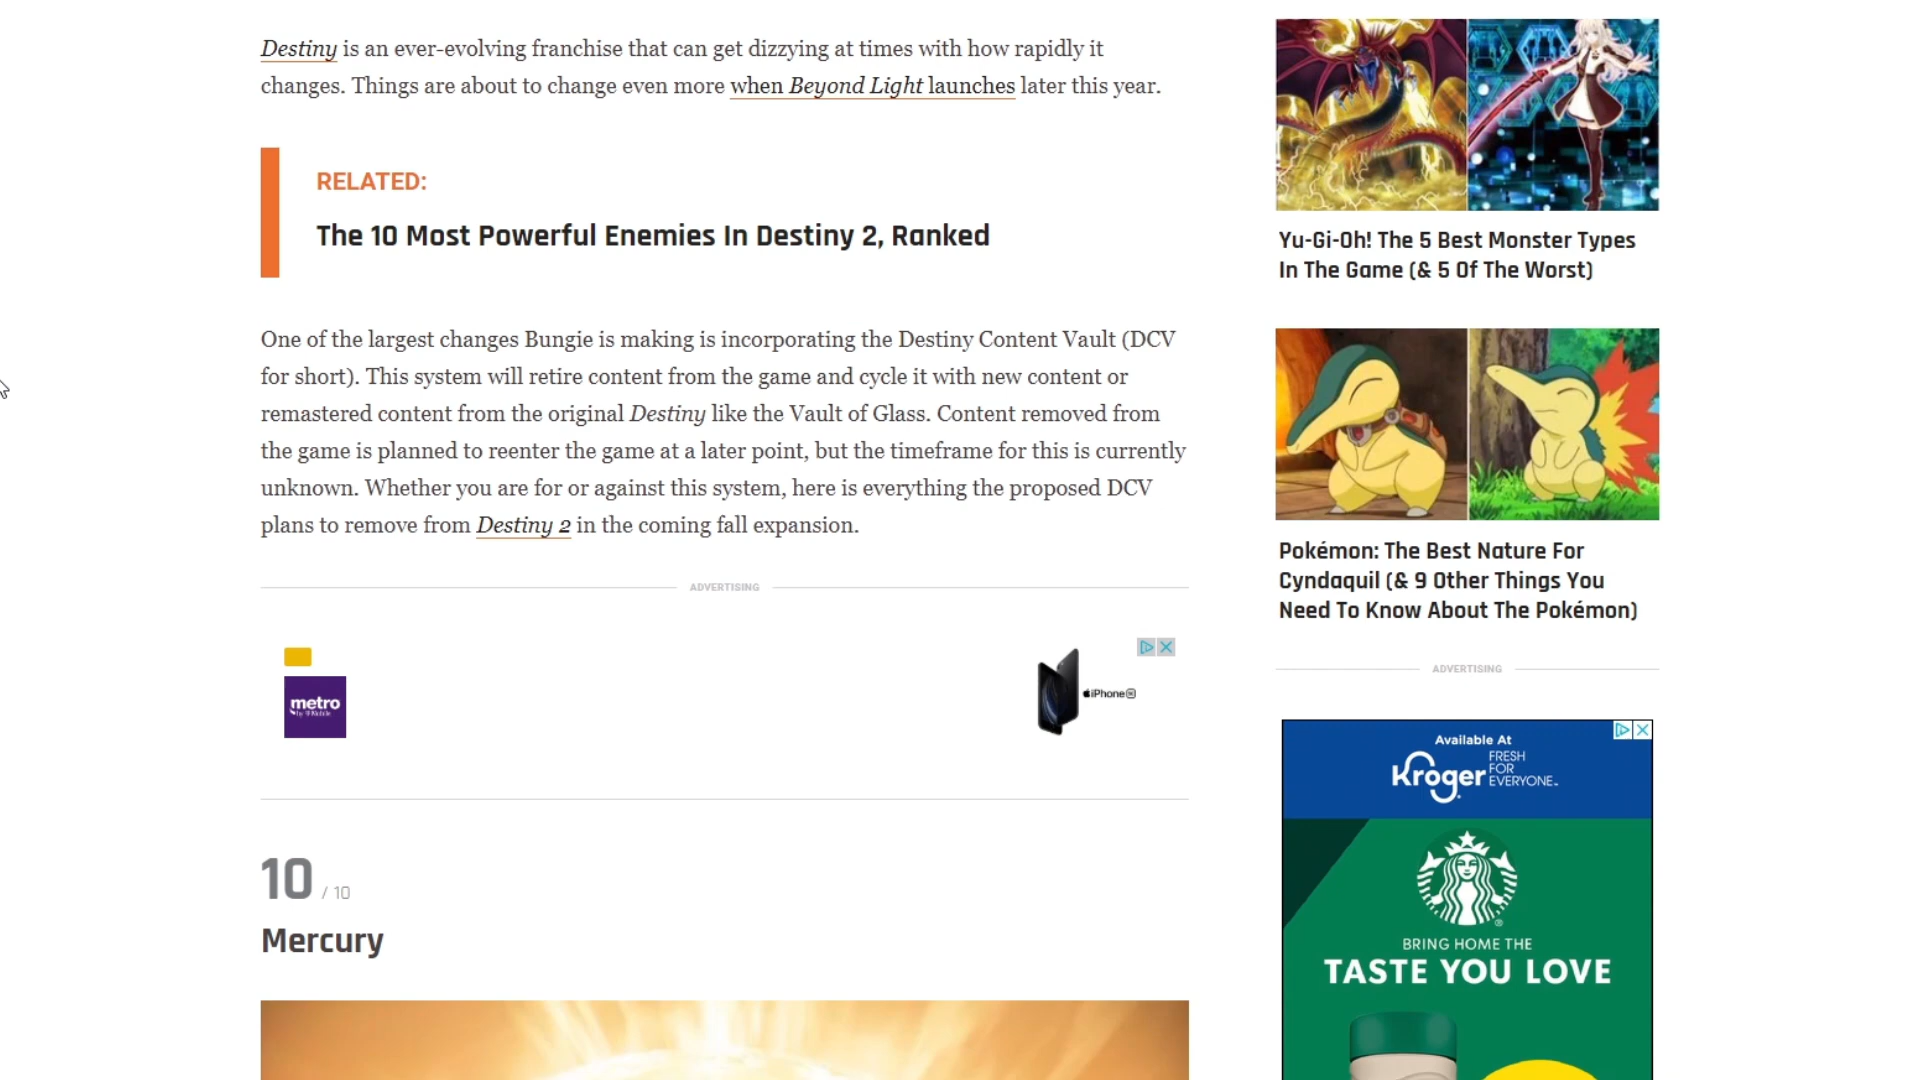 Destiny is an ever-evolving franchise that can get dizzying at times with how rapidly it
changes. Things are about to change even more when Beyond Light launches later this year.
RELATED:
The 10 Most Powerful Enemies In Destiny 2, Ranked
One of the largest changes Bungie is making is incorporating the Destiny Content Vault (DCV
for short). This system will retire content from the game and cycle it with new content or
remastered content from the original Destiny like the Vault of Glass. Content removed from
the game is planned to reenter the game at a later point, but the timeframe for this is currently
unknown. Whether you are for or against this system, here is everything the proposed DCV
plans to remove from Destiny 2 in the coming fall expansion.
ADVERTISING
metro
by T-Mobile
iPhone SE
10 / 10
Mercury
Yu-Gi-Oh! The 5 Best Monster Types
In The Game (& 5 Of The Worst)
Pokémon: The Best Nature For
Cyndaquil (& 9 Other Things You
Need To Know About The Pokémon)
ADVERTISING
Available At
Kroger
FRESH
FOR
EVERYONE™
BRING HOME THE
TASTE YOU LOVE